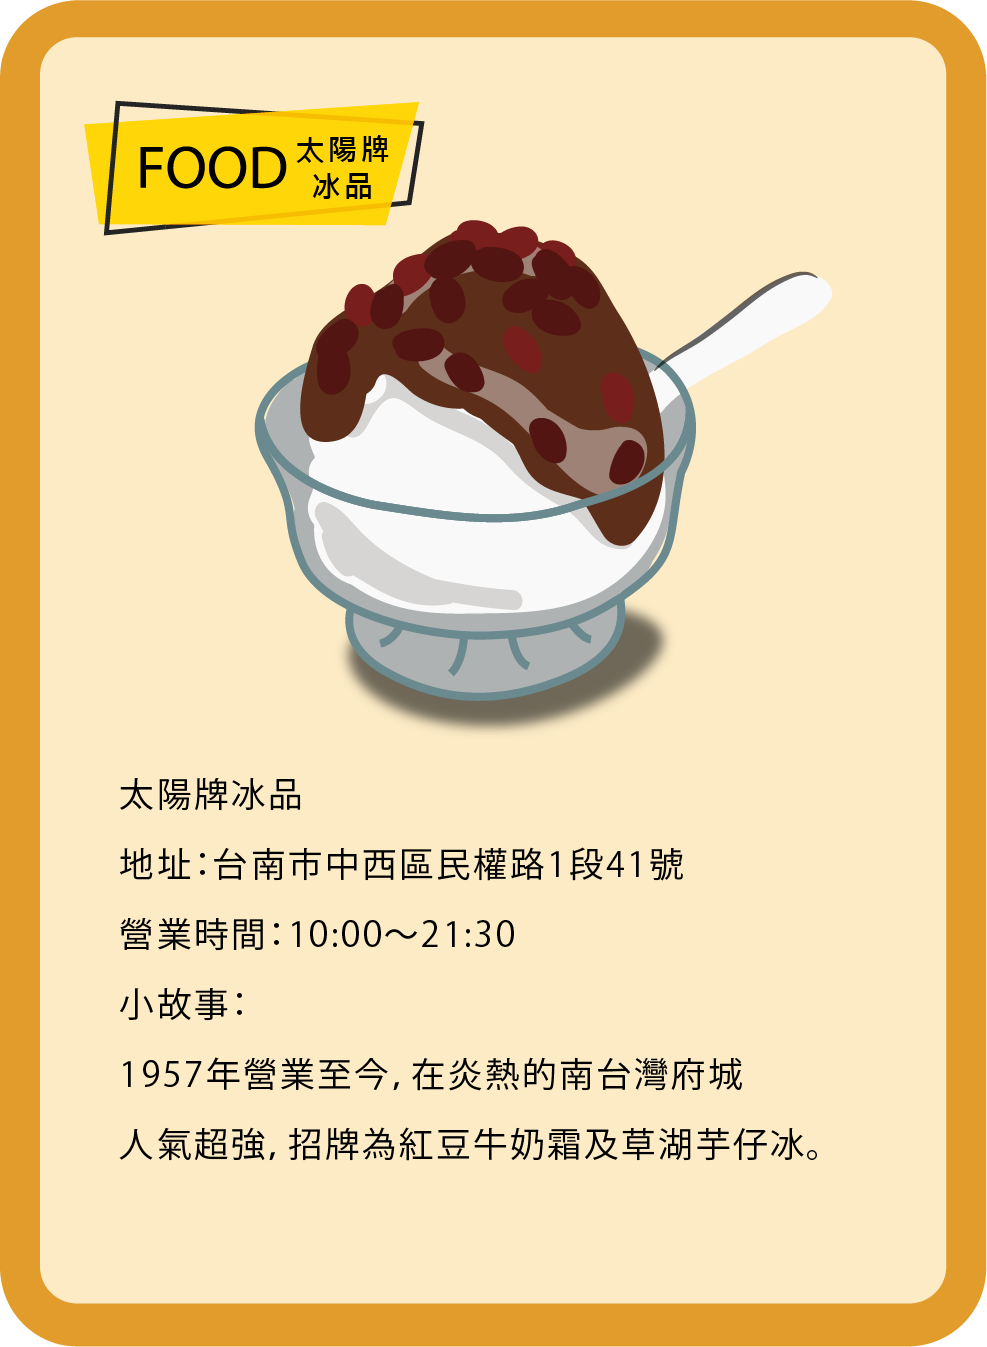 FOOD 太陽牌
冰品
太陽牌冰品
地址：台南市中西區民權路1段41號
營業時間：10:00～21:30
小故事：
1957年營業至今，在炎熱的南台灣府城
人氣超強，招牌為紅豆牛奶霜及草湖芋仔冰。